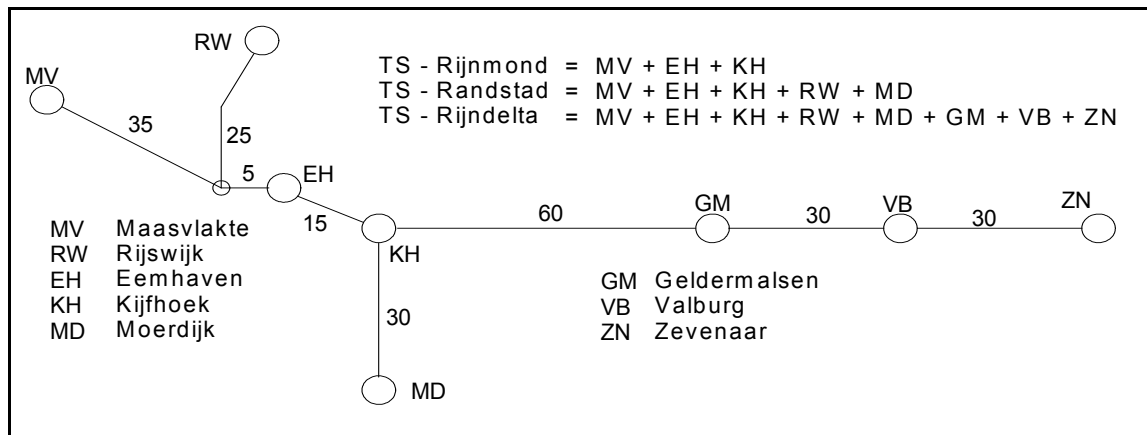 RW
MV
TS - Rijnmond = MV + EH + KH
TS - Randstad = MV + EH + KH + RW + MD
TS - Rijndelta = MV + EH + KH + RW + MD + GM + VB + ZN
35
25
5
EH
15
KH
60
GM
30
VB
30
ZN
MV Maasvlakte
RW Rijswijk
EH Eemhaven
KH Kijfhoek
MD Moerdijk
GM Geldermalsen
VB Valburg
ZN Zevenaar
30
MD